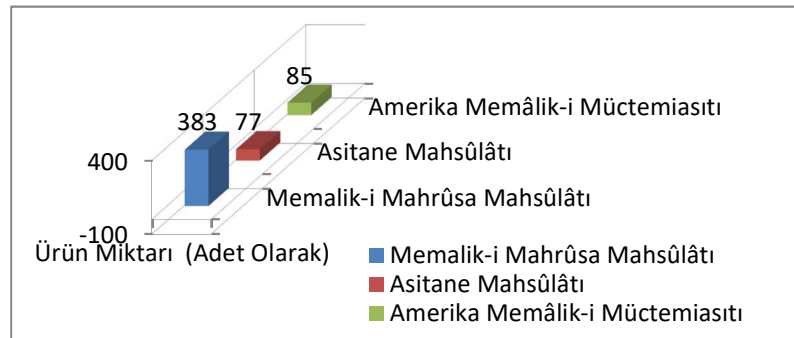 85
Amerika Memâlik-i Müctemiasıtı
383
77
Asitane Mahsûlâtı
400
Memalik-i Mahrûsa Mahsûlâtı
-100
Ürün Miktarı (Adet Olarak)
Memalik-i Mahrûsa Mahsûlâtı
Asitane Mahsûlâtı
Amerika Memâlik-i Müctemiasıtı